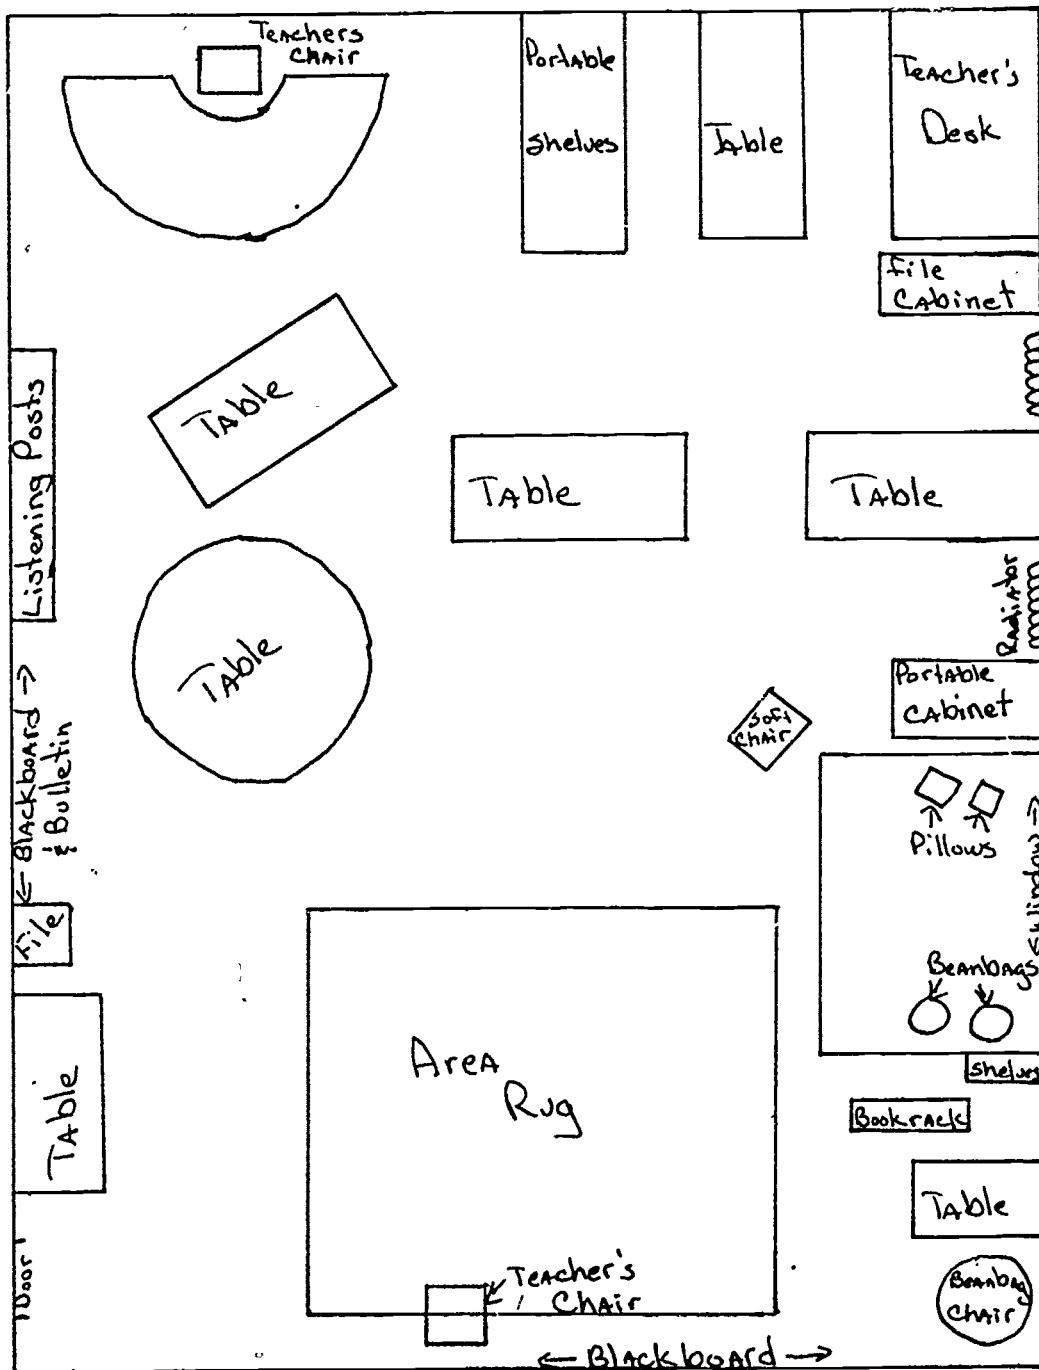 Teachers
Chair
Portable
Shelves
Table
Teacher's
Desk
File
Cabinet
Table
Listening Posts
Table
Table
Radiator
Table
Portable
Cabinet
Soft
Chair
← Blackboard →
& Bulletin
Pillows
← Window →
File
Beanbags
Area
Rug
Shelves
Bookrack
Table
Table
Door
Teacher's
Chair
Beanbag
Chair
← Blackboard →